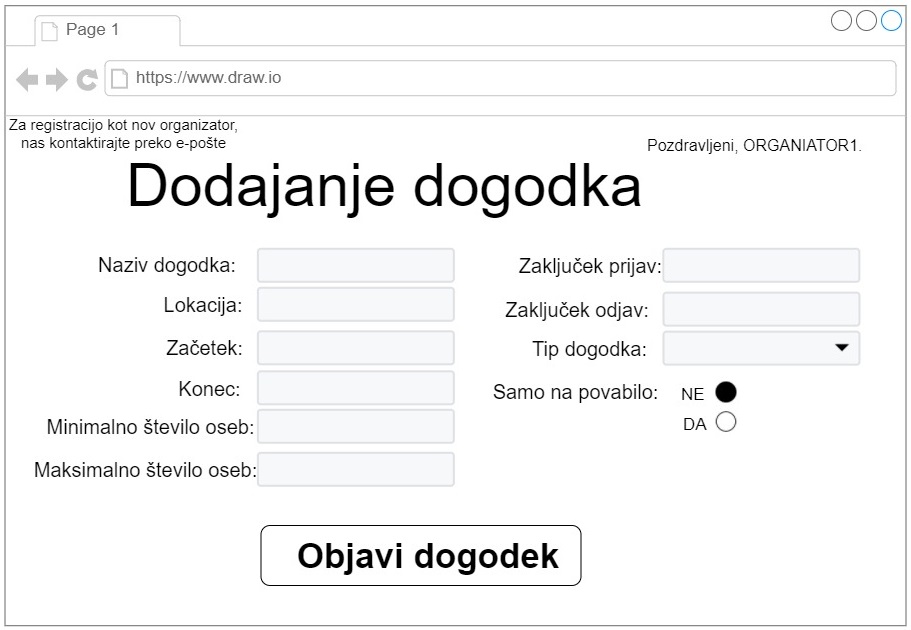 Page 1
https://www.draw.io
Za registracijo kot nov organizator,
nas kontaktirajte preko e-pošte
Pozdravljeni, ORGANIATOR1.
Dodajanje dogodka
Naziv dogodka:
Lokacija:
Začetek:
Konec:
Minimalno število oseb:
Maksimalno število oseb:
Zaključek prijav:
Zaključek odjav:
Tip dogodka:
Samo na povabilo:
NE
DA
Objavi dogodek